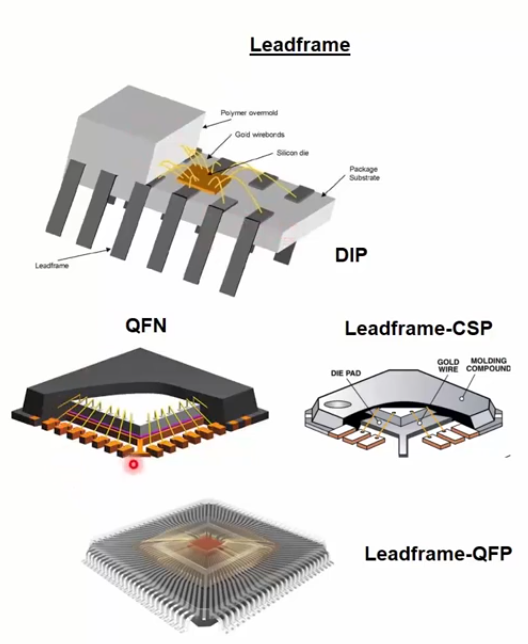 Leadframe
Polymer overmold
Gold wirebonds
Silicon die
Package
Substrate
Leadframe
DIP
QFN
Leadframe-CSP
DIE PAD
GOLD
WIRE
MOLDING
COMPOUND
Leadframe-QFP